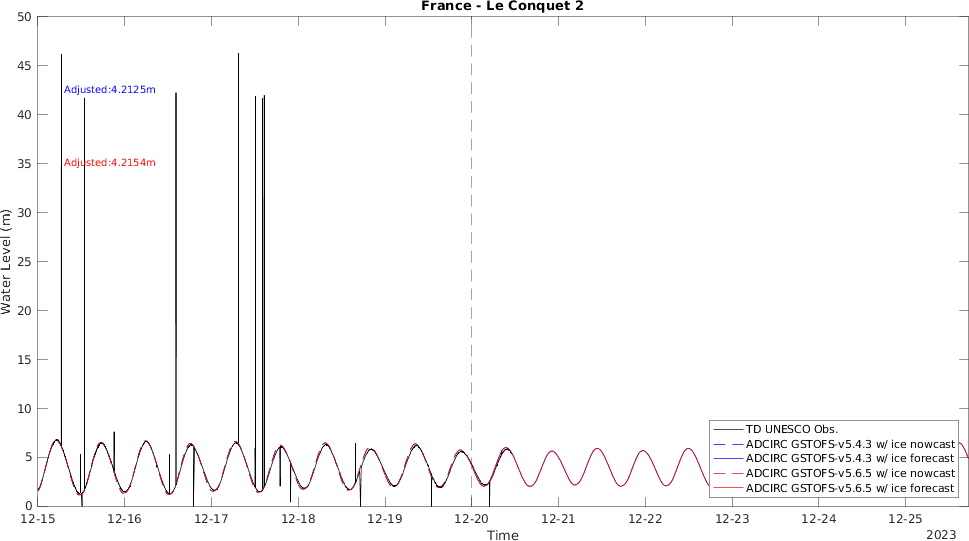 France - Le Conquet 2
50
45
40
35
30
25
20
15
10
5
0
Water Level (m)
Adjusted:4.2125m
Adjusted:4.2154m
TD UNESCO Obs.
ADCIRC GSTOFS-v5.4.3 w/ ice nowcast
ADCIRC GSTOFS-v5.4.3 w/ ice forecast
ADCIRC GSTOFS-v5.6.5 w/ ice nowcast
ADCIRC GSTOFS-v5.6.5 w/ ice forecast
12-15 12-16 12-17 12-18 12-19 12-20 12-21 12-22 12-23 12-24 12-25
Time
2023